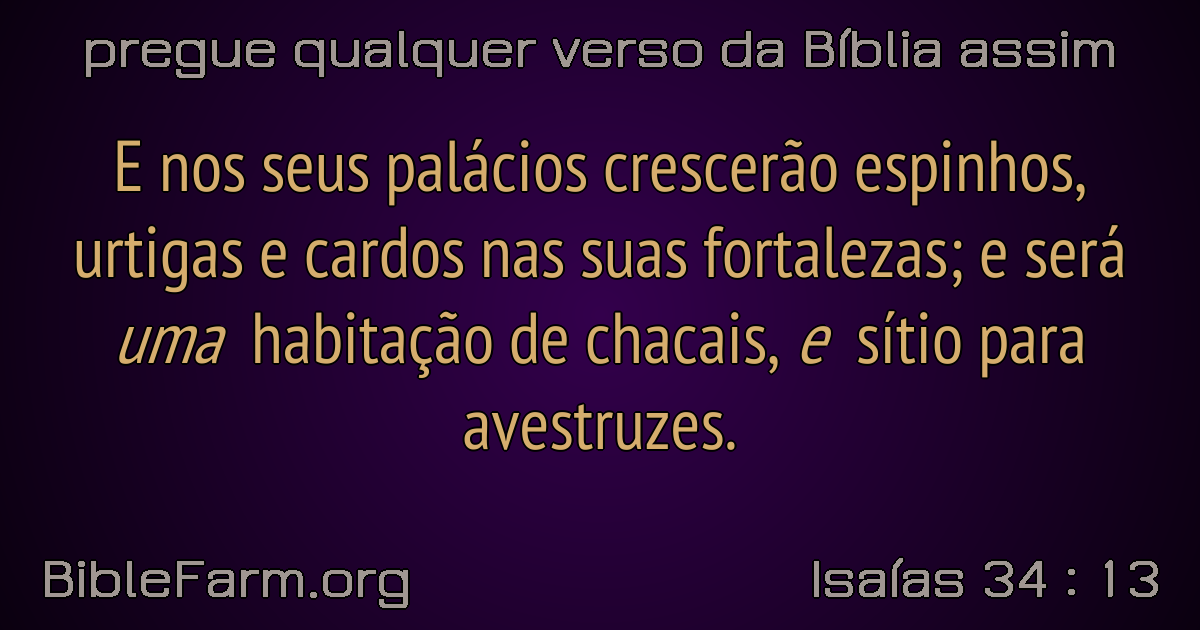 pregue qualquer verso da Bíblia assim
E nos seus palácios crescerão espinhos,
urtigas e cardos nas suas fortalezas; e será
uma habitação de chacais, e sítio para
avestruzes.
BibleFarm.org
Isaías 34 : 13